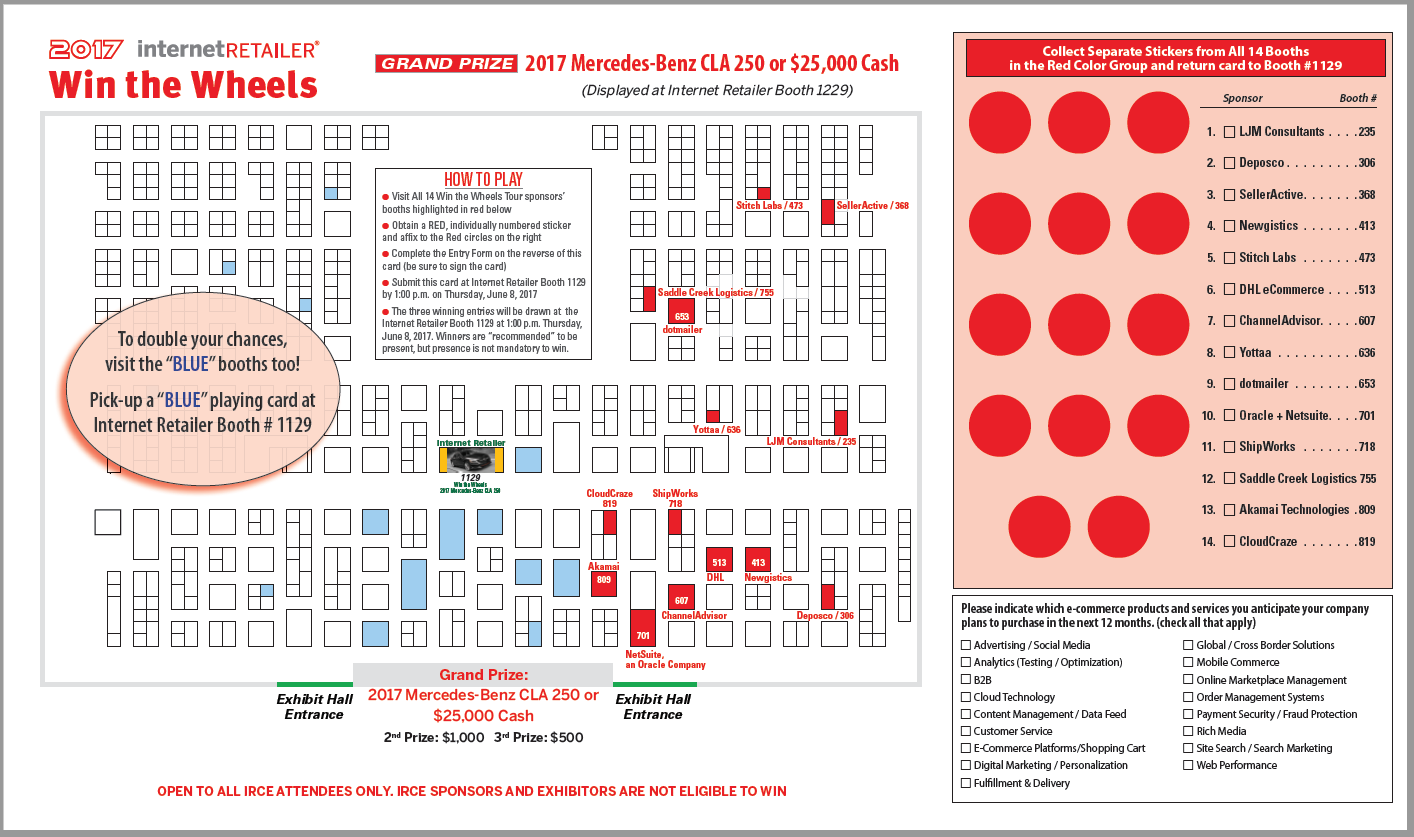 2017 internetRETAILER®
Win the Wheels
GRAND PRIZE 2017 Mercedes-Benz CLA 250 or $25,000 Cash
(Displayed at Internet Retailer Booth 1229)
HOW TO PLAY
● Visit All 14 Win the Wheels Tour sponsors'
booths highlighted in red below
● Obtain a RED, individually numbered sticker
and affix to the Red circles on the right
● Complete the Entry Form on the reverse of this
card (be sure to sign the card)
● Submit this card at Internet Retailer Booth 1129
by 1:00 p.m. on Thursday, June 8, 2017
● The three winning entries will be drawn at the
Internet Retailer Booth 1129 at 1:00 p.m. Thursday,
June 8, 2017. Winners are "recommended" to be
present, but presence is not mandatory to win.
Stitch Labs / 473
SellerActive / 368
Saddle Creek Logistics / 755
653
dotmailer
To double your chances,
visit the "BLUE" booths too!
Pick-up a "BLUE" playing card at
Internet Retailer Booth # 1129
Yottaa / 636
LJM Consultants / 235
Internet Retailer
1129
Win the Wheels
2017 Mercedes-Benz CLA 250
CloudCraze
819
ShipWorks
718
Akamai
809
513
DHL
413
Newgistics
607
ChannelAdvisor
Deposco / 306
701
NetSuite,
an Oracle Company
Exhibit Hall
Entrance
Grand Prize:
2017 Mercedes-Benz CLA 250 or
$25,000 Cash
2nd Prize: $1,000 3rd Prize: $500
Exhibit Hall
Entrance
OPEN TO ALL IRCE ATTENDEES ONLY. IRCE SPONSORS AND EXHIBITORS ARE NOT ELIGIBLE TO WIN
Collect Separate Stickers from All 14 Booths
in the Red Color Group and return card to Booth #1129
Sponsor Booth #
1. LJM Consultants . . . . 235
2. Deposco . . . . . . . . . 306
3. SellerActive. . . . . . . 368
4. Newgistics . . . . . . . 413
5. Stitch Labs . . . . . . . 473
6. DHL eCommerce . . . . 513
7. ChannelAdvisor. . . . . 607
8. Yottaa . . . . . . . . . . 636
9. dotmailer . . . . . . . . 653
10. Oracle + Netsuite. . . . 701
11. ShipWorks . . . . . . . 718
12. Saddle Creek Logistics 755
13. Akamai Technologies . 809
14. CloudCraze . . . . . . . 819
Please indicate which e-commerce products and services you anticipate your company
plans to purchase in the next 12 months. (check all that apply)
Advertising / Social Media
Analytics (Testing / Optimization)
B2B
Cloud Technology
Content Management / Data Feed
Customer Service
E-Commerce Platforms/Shopping Cart
Digital Marketing / Personalization
Fulfillment & Delivery
Global / Cross Border Solutions
Mobile Commerce
Online Marketplace Management
Order Management Systems
Payment Security / Fraud Protection
Rich Media
Site Search / Search Marketing
Web Performance